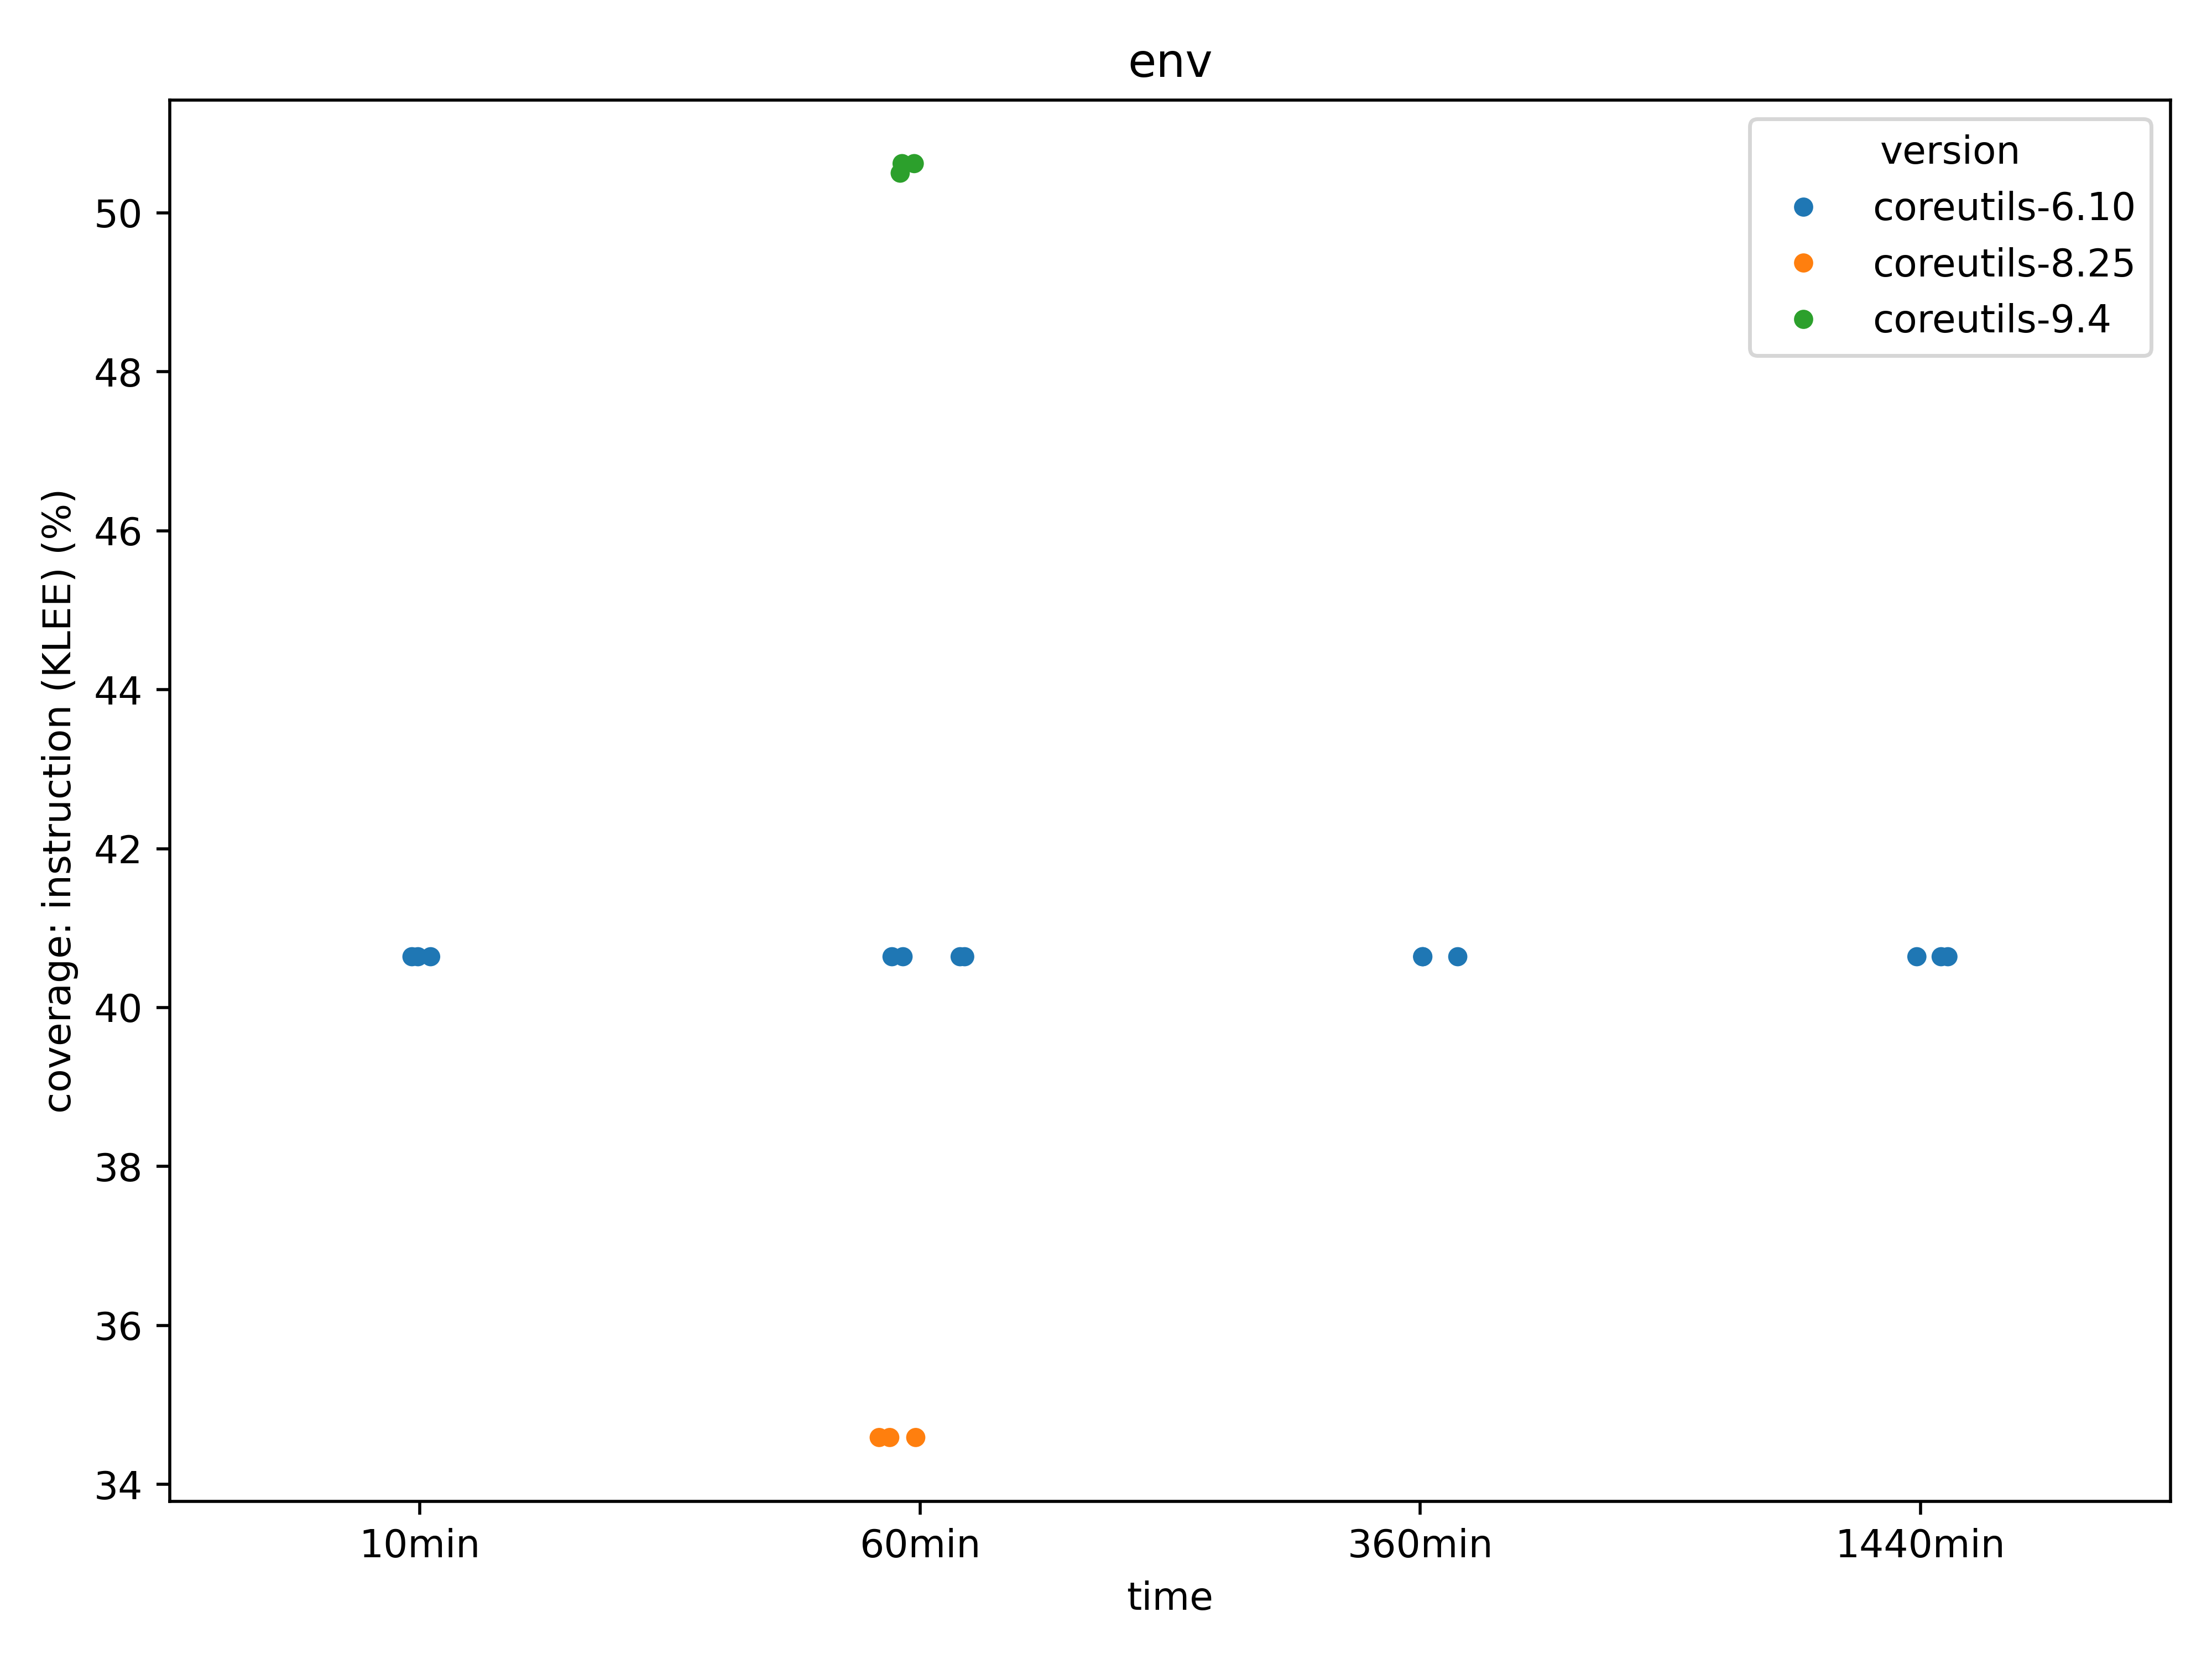 env
version
coreutils-6.10
coreutils-8.25
coreutils-9.4
coverage: instruction (KLEE) (%)
50
48
46
44
42
40
38
36
34
10min 60min 360min 1440min
time